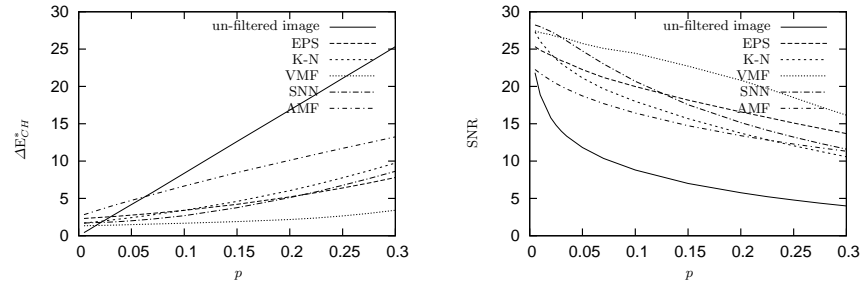 30
25
20
15
10
5
0
ΔE*CH
un-filtered image
EPS
K-N
VMF
SNN
AMF
0 0.05 0.1 0.15 0.2 0.25 0.3
p
30
25
20
15
10
5
0
SNR
un-filtered image
EPS
K-N
VMF
SNN
AMF
0 0.05 0.1 0.15 0.2 0.25 0.3
p